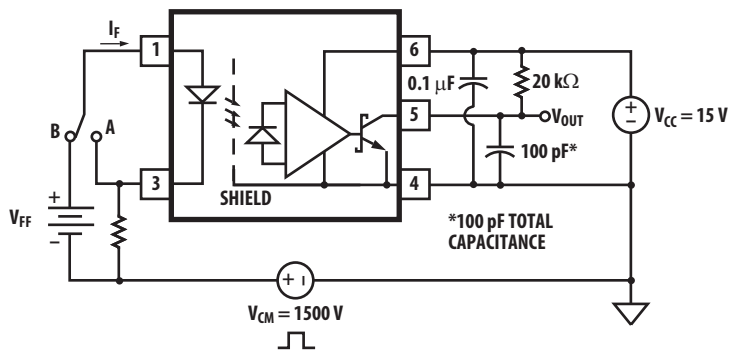 I_F
1
6
0.1 μF
20 kΩ
B
A
5
V_OUT
+
−
V_CC = 15 V
100 pF*
3
4
SHIELD
+
V_FF
−
*100 pF TOTAL
CAPACITANCE
+
−
V_CM = 1500 V